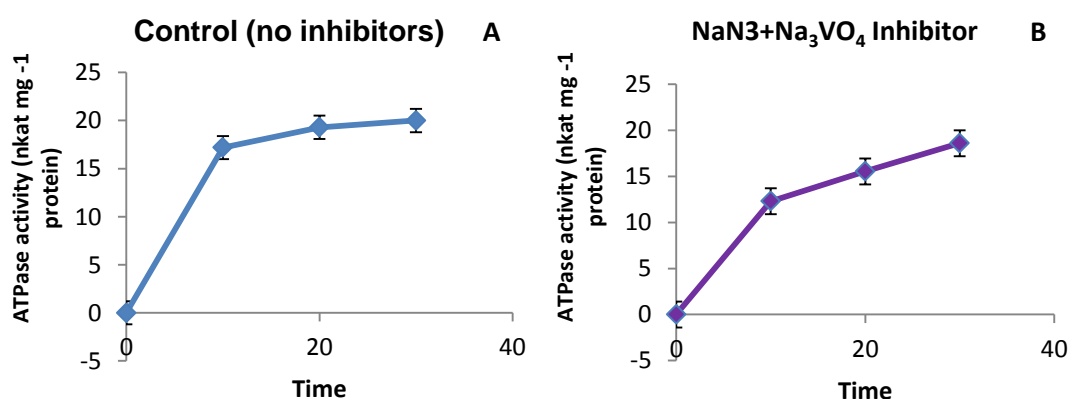 Control (no inhibitors) A
ATPase activity (nkat mg -1
protein)
25
20
15
10
5
0
-5
0 20 40
Time
NaN3+Na₃VO₄ Inhibitor B
ATPase activity (nkat mg -1
protein)
25
20
15
10
5
0
-5
0 20 40
Time